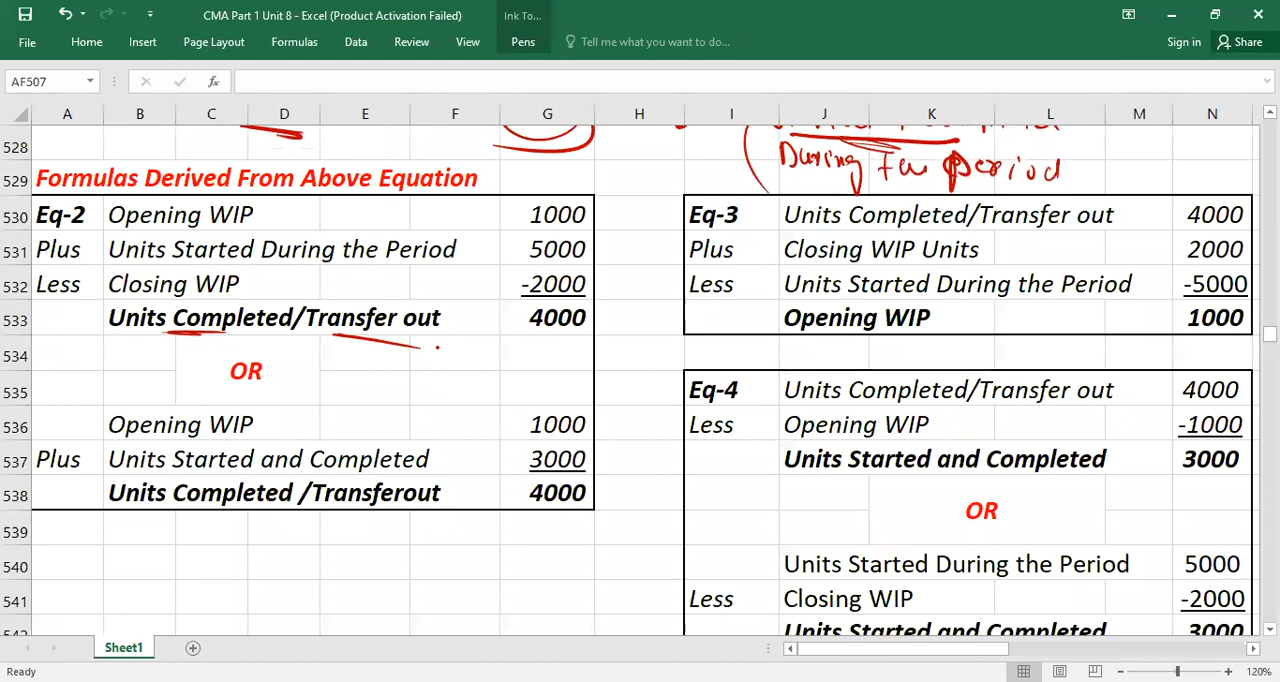 CMA Part 1 Unit 8 - Excel (Product Activation Failed)
Ink To...
File Home Insert Page Layout Formulas Data Review View Pens Tell me what you want to do... Sign in Share
AF507 fx
A B C D E F G H I J K L M N
528
During the period
529 Formulas Derived From Above Equation
530 Eq-2 Opening WIP 1000 Eq-3 Units Completed/Transfer out 4000
531 Plus Units Started During the Period 5000 Plus Closing WIP Units 2000
532 Less Closing WIP -2000 Less Units Started During the Period -5000
533 Units Completed/Transfer out 4000 Opening WIP 1000
534
OR
535 Eq-4 Units Completed/Transfer out 4000
536 Opening WIP 1000 Less Opening WIP -1000
537 Plus Units Started and Completed 3000 Units Started and Completed 3000
538 Units Completed /Transferout 4000
OR
539
540 Units Started During the Period 5000
541 Less Closing WIP -2000
542 Units Started and Completed 3000
Sheet1
Ready 120%